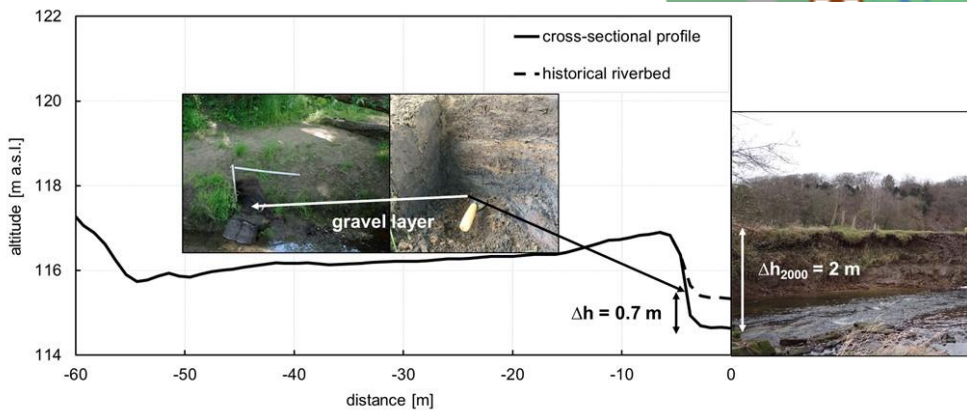 122
120
118
116
114
altitude [m a.s.l.]
cross-sectional profile
historical riverbed
gravel layer
Δh = 0.7 m
Δh2000 = 2 m
-60
-50
-40
-30
-20
-10
0
distance [m]